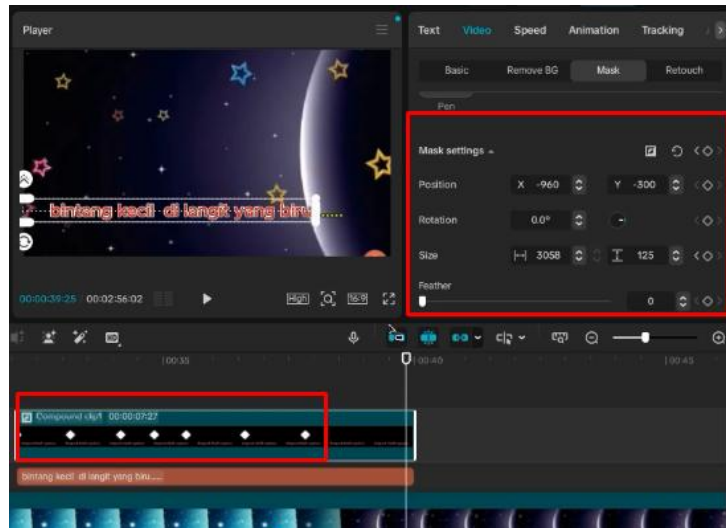 Player
Text Video Speed Animation Tracking
Basic Remove BG Mask Retouch
Pen
Mask settings
Position X -960 Y -300
Rotation 0.0°
Size 3058 125
Feather
0
bintang kecil di langit yang biru.....
00:00:39:25 00:02:56:02 High 16:9
00:35 00:40 00:45
Compound clip1 00:00:07:27
bintang kecil di langit yang biru.....